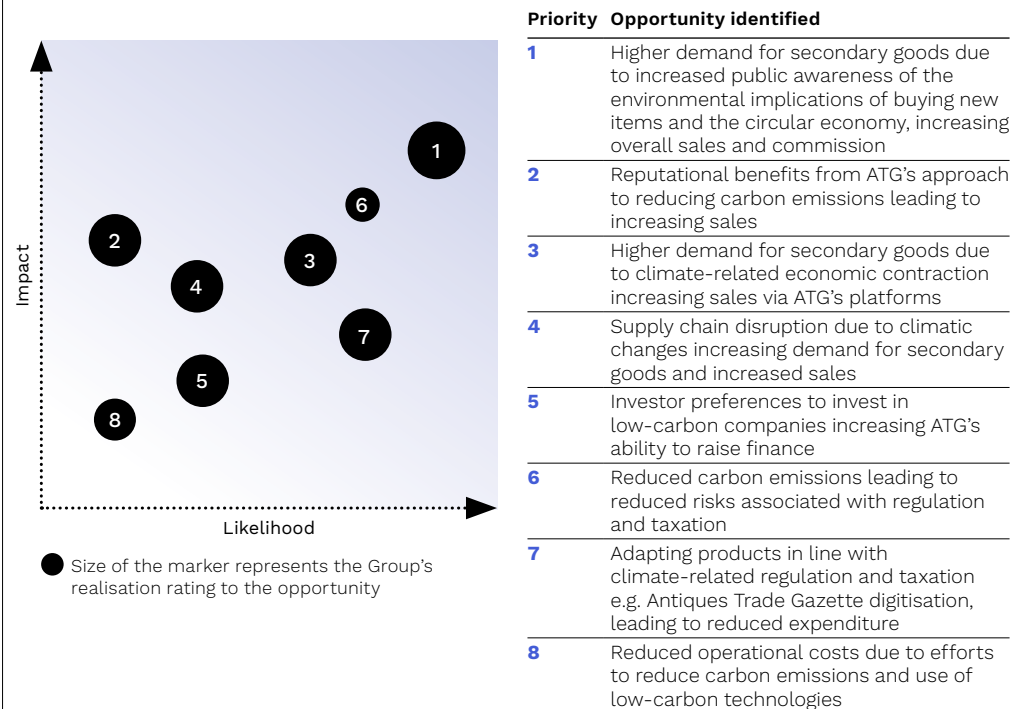 Impact
1
6
2
3
4
7
5
8
Likelihood
Size of the marker represents the Group's
realisation rating to the opportunity
Priority Opportunity identified
1 Higher demand for secondary goods due
to increased public awareness of the
environmental implications of buying new
items and the circular economy, increasing
overall sales and commission
2 Reputational benefits from ATG's approach
to reducing carbon emissions leading to
increasing sales
3 Higher demand for secondary goods due
to climate-related economic contraction
increasing sales via ATG's platforms
4 Supply chain disruption due to climatic
changes increasing demand for secondary
goods and increased sales
5 Investor preferences to invest in
low-carbon companies increasing ATG's
ability to raise finance
6 Reduced carbon emissions leading to
reduced risks associated with regulation
and taxation
7 Adapting products in line with
climate-related regulation and taxation
e.g. Antiques Trade Gazette digitisation,
leading to reduced expenditure
8 Reduced operational costs due to efforts
to reduce carbon emissions and use of
low-carbon technologies